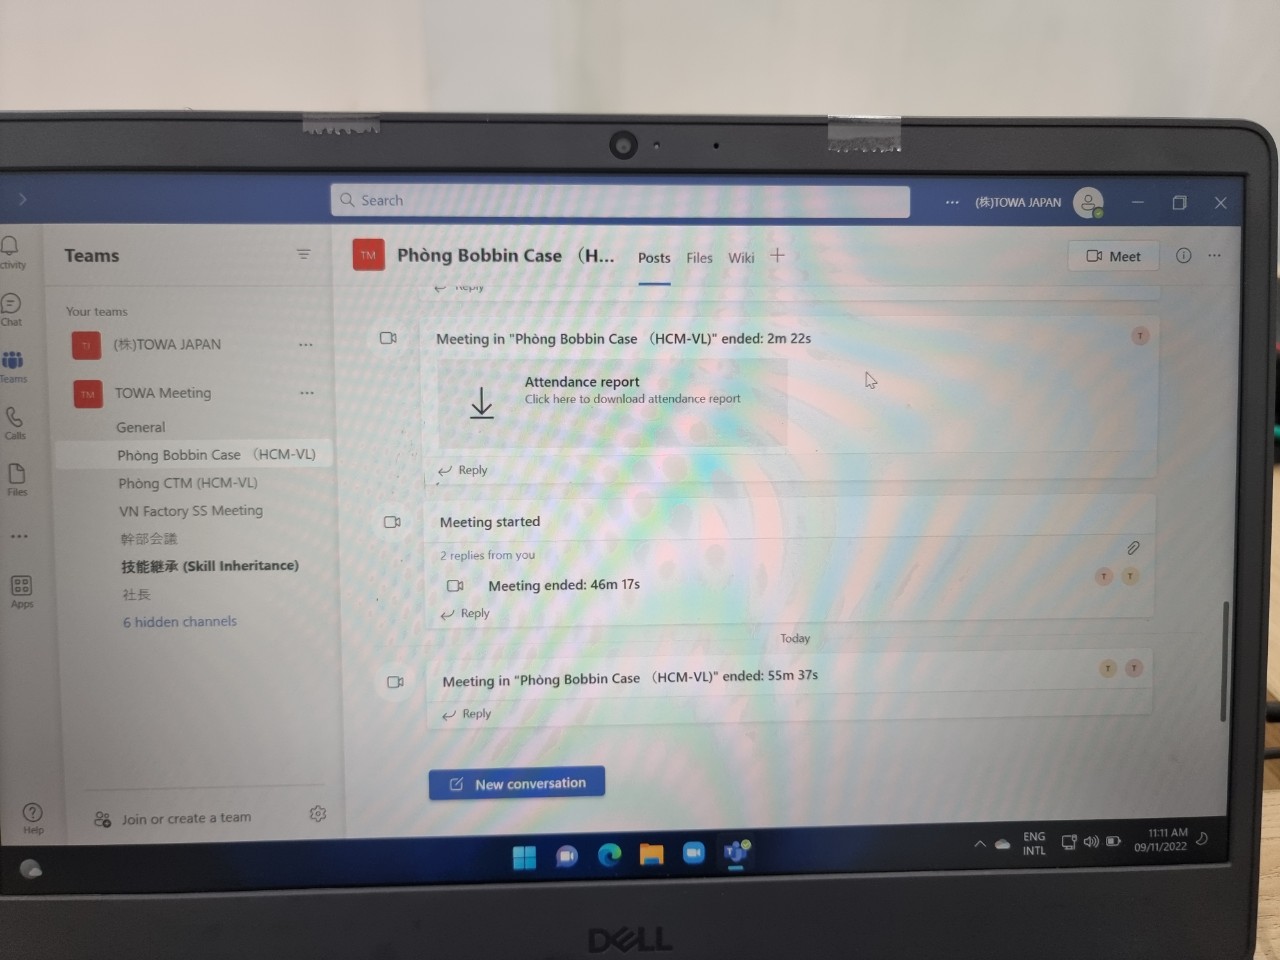 Search
(株)TOWA JAPAN
Activity
Chat
Teams
Calls
Files
Apps
Help
Teams
Your teams
TJ
(株)TOWA JAPAN
TM
TOWA Meeting
General
Phòng Bobbin Case （HCM-VL)
Phòng CTM (HCM-VL)
VN Factory SS Meeting
幹部会議
技能継承 (Skill Inheritance)
社長
6 hidden channels
Join or create a team
TM
Phòng Bobbin Case （H...
Posts
Files
Wiki
Meet
Reply
Meeting in "Phòng Bobbin Case （HCM-VL)" ended: 2m 22s
T
Attendance report
Click here to download attendance report
Reply
Meeting started
2 replies from you
Meeting ended: 46m 17s
T
T
Reply
Today
Meeting in "Phòng Bobbin Case （HCM-VL)" ended: 55m 37s
T
T
Reply
New conversation
ENG
INTL
11:11 AM
09/11/2022
DELL